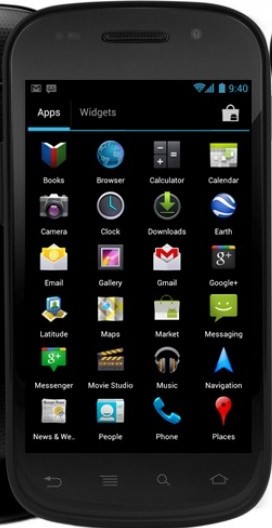 9:40
Apps Widgets
Books Browser Calculator Calendar
Camera Clock Downloads Earth
Email Gallery Gmail Google+
Latitude Maps Market Messaging
Messenger Movie Studio Music Navigation
News & We.. People Phone Places